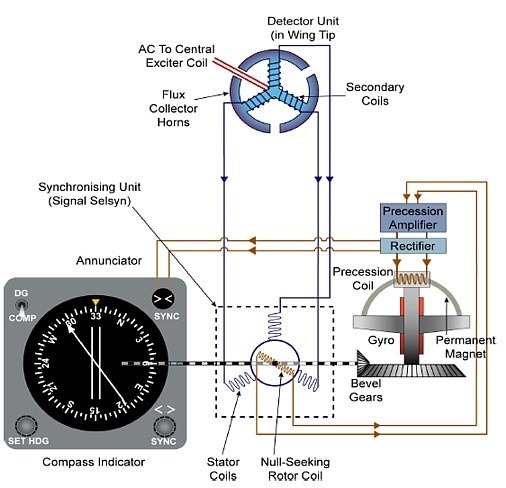 Detector Unit
(in Wing Tip
AC To Central
Exciter Coil
Flux
Collector
Horns
Secondary
Coils
Synchronising Unit
(Signal Selsyn)
Precession
Amplifier
Rectifier
Annunciator
Precession
Coil
DG
COMP
SYNC
33
N
3
6
E
12
15
S
21
24
W
30
Gyro
Permanent
Magnet
Bevel
Gears
< >
SET HDG
SYNC
Compass Indicator
Stator
Coils
Null-Seeking
Rotor Coil